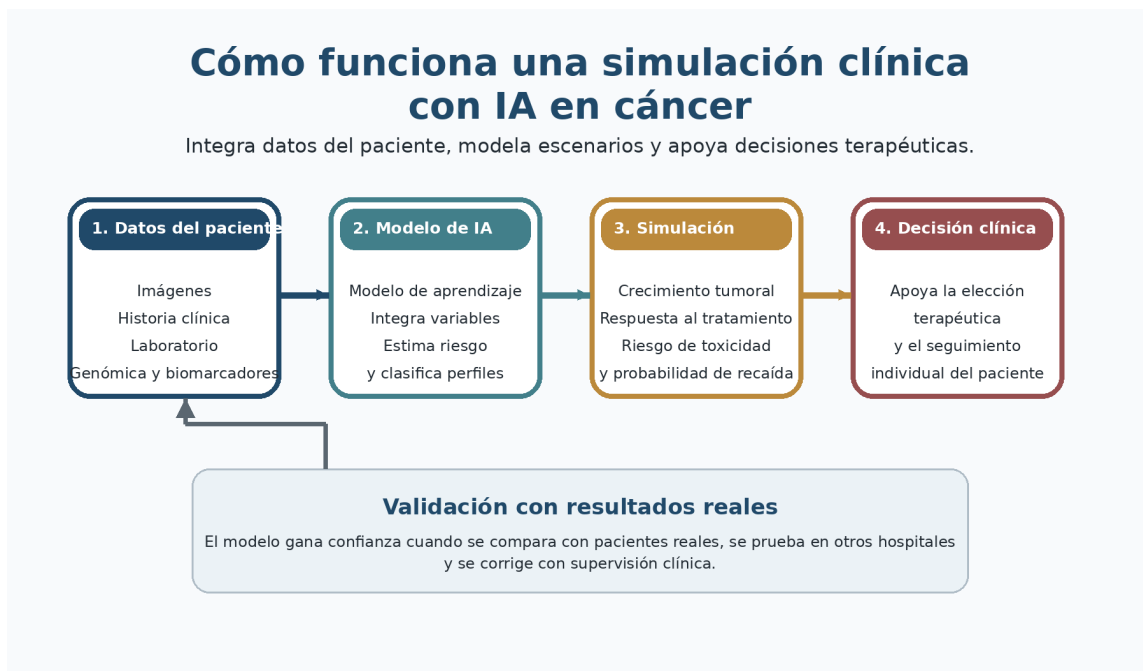 Cómo funciona una simulación clínica
con IA en cáncer
Integra datos del paciente, modela escenarios y apoya decisiones terapéuticas.
1. Datos del paciente
Imágenes
Historia clínica
Laboratorio
Genómica y biomarcadores
2. Modelo de IA
Modelo de aprendizaje
Integra variables
Estima riesgo
y clasifica perfiles
3. Simulación
Crecimiento tumoral
Respuesta al tratamiento
Riesgo de toxicidad
y probabilidad de recaída
4. Decisión clínica
Apoya la elección
terapéutica
y el seguimiento
individual del paciente
Validación con resultados reales
El modelo gana confianza cuando se compara con pacientes reales, se prueba en otros hospitales
y se corrige con supervisión clínica.